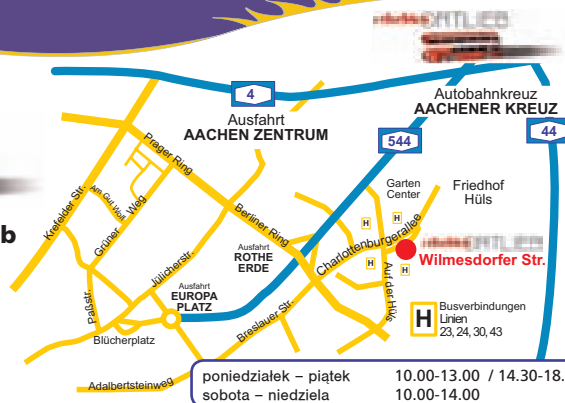 4
Ausfahrt
AACHEN ZENTRUM
Autobahnkreuz
AACHENER KREUZ
544
44
Prager Ring
Krefelder Str.
Am Gut Wolf
Grüner Weg
Berliner Ring
Garten
Center
Friedhof
Hüls
H
H
H
H
Charlottenburgerallee
Wilmesdorfer Str.
Auf der Hüls
b
Jülicherstr.
Ausfahrt
ROTHE
ERDE
Ausfahrt
EUROPA
PLATZ
Paßstr.
Blücherplatz
Breslauer Str.
H
Busverbindungen
Linien
23, 24, 30, 43
Adalbertsteinweg
poniedziałek – piątek 10.00-13.00 / 14.30-18.
sobota – niedziela 10.00-14.00